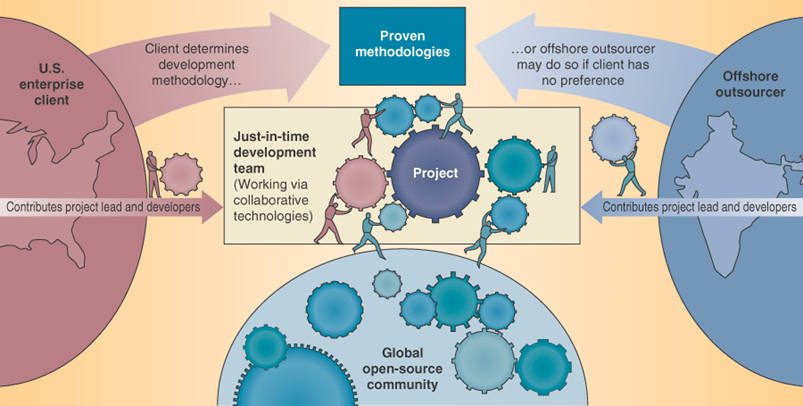 Proven
methodologies
Client determines
development
methodology…
…or offshore outsourcer
may do so if client has
no preference
U.S.
enterprise
client
Offshore
outsourcer
Just-in-time
development
team
(Working via
collaborative
technologies)
Project
Contributes project lead and developers
Contributes project lead and developers
Global
open-source
community